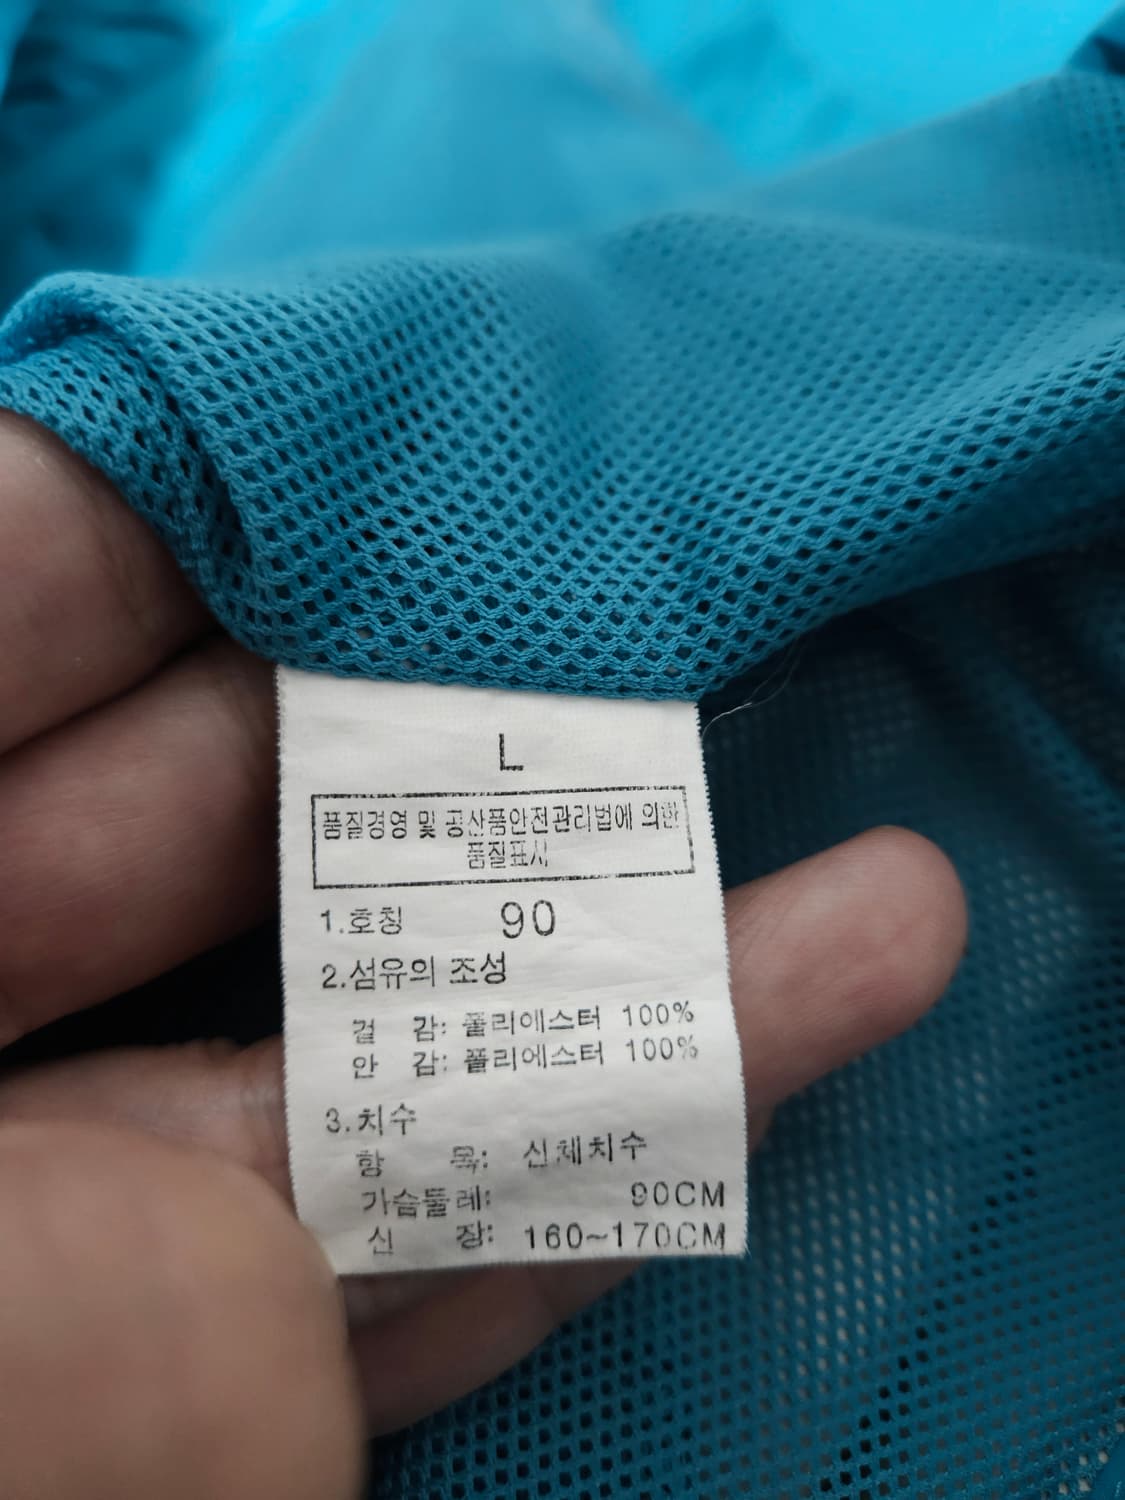 L
품질경영 및 공산품안전관리법에 의한
품질표시
1.호칭 90
2.섬유의 조성
겉 감: 폴리에스터 100%
안 감: 폴리에스터 100%
3.치수
항 목: 신체치수
가슴둘레: 90CM
신 장: 160~170CM